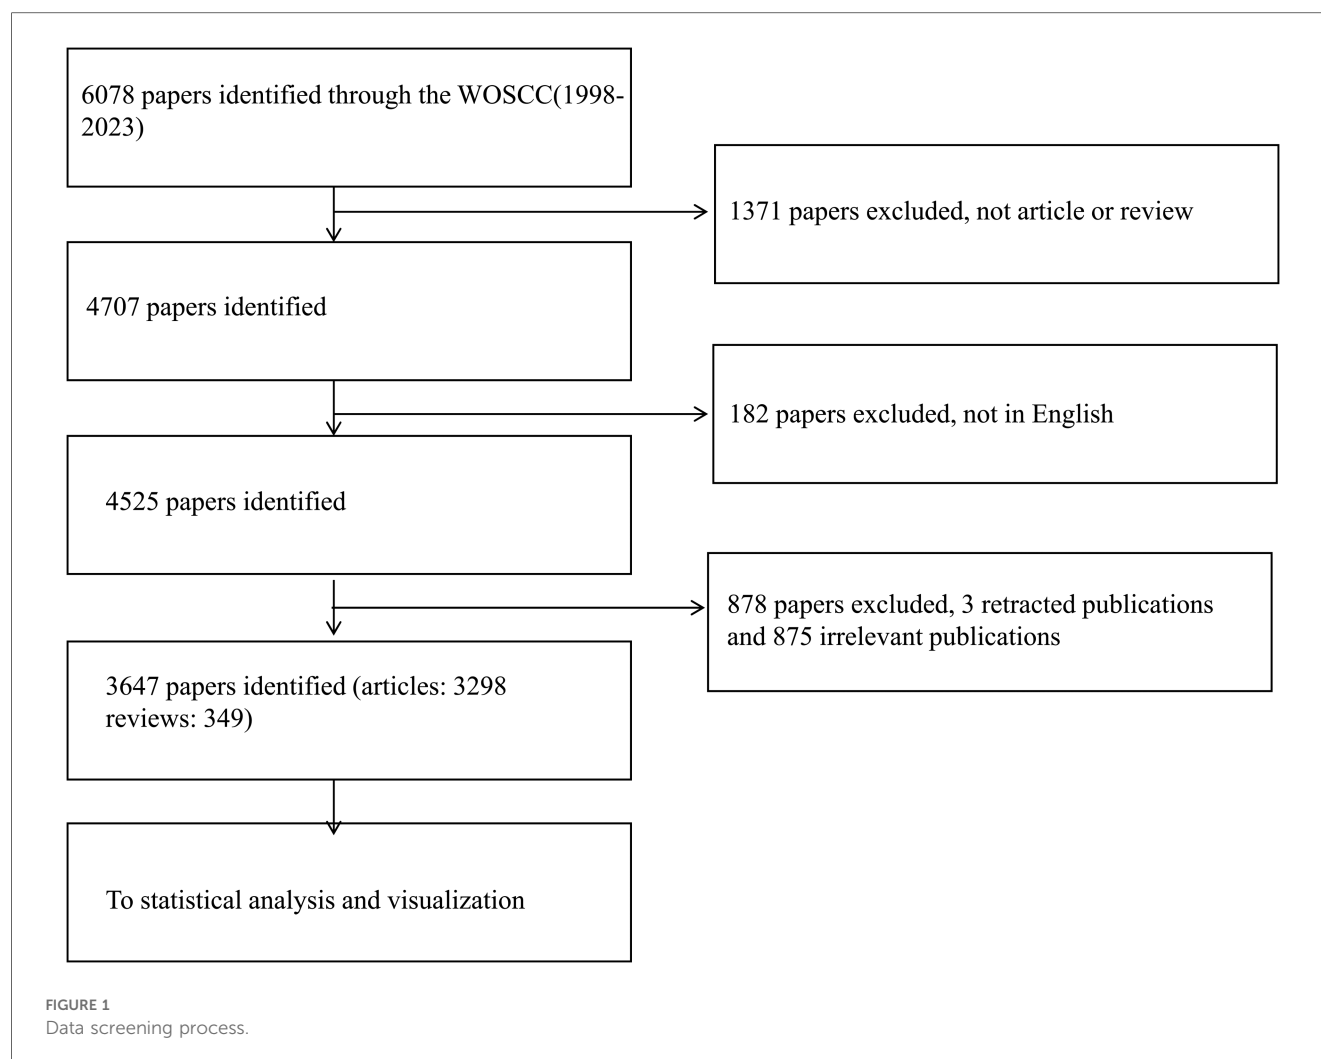 6078 papers identified through the WOSCC(1998-
2023)
1371 papers excluded, not article or review
4707 papers identified
182 papers excluded, not in English
4525 papers identified
878 papers excluded, 3 retracted publications
and 875 irrelevant publications
3647 papers identified (articles: 3298
reviews: 349)
To statistical analysis and visualization
FIGURE 1
Data screening process.